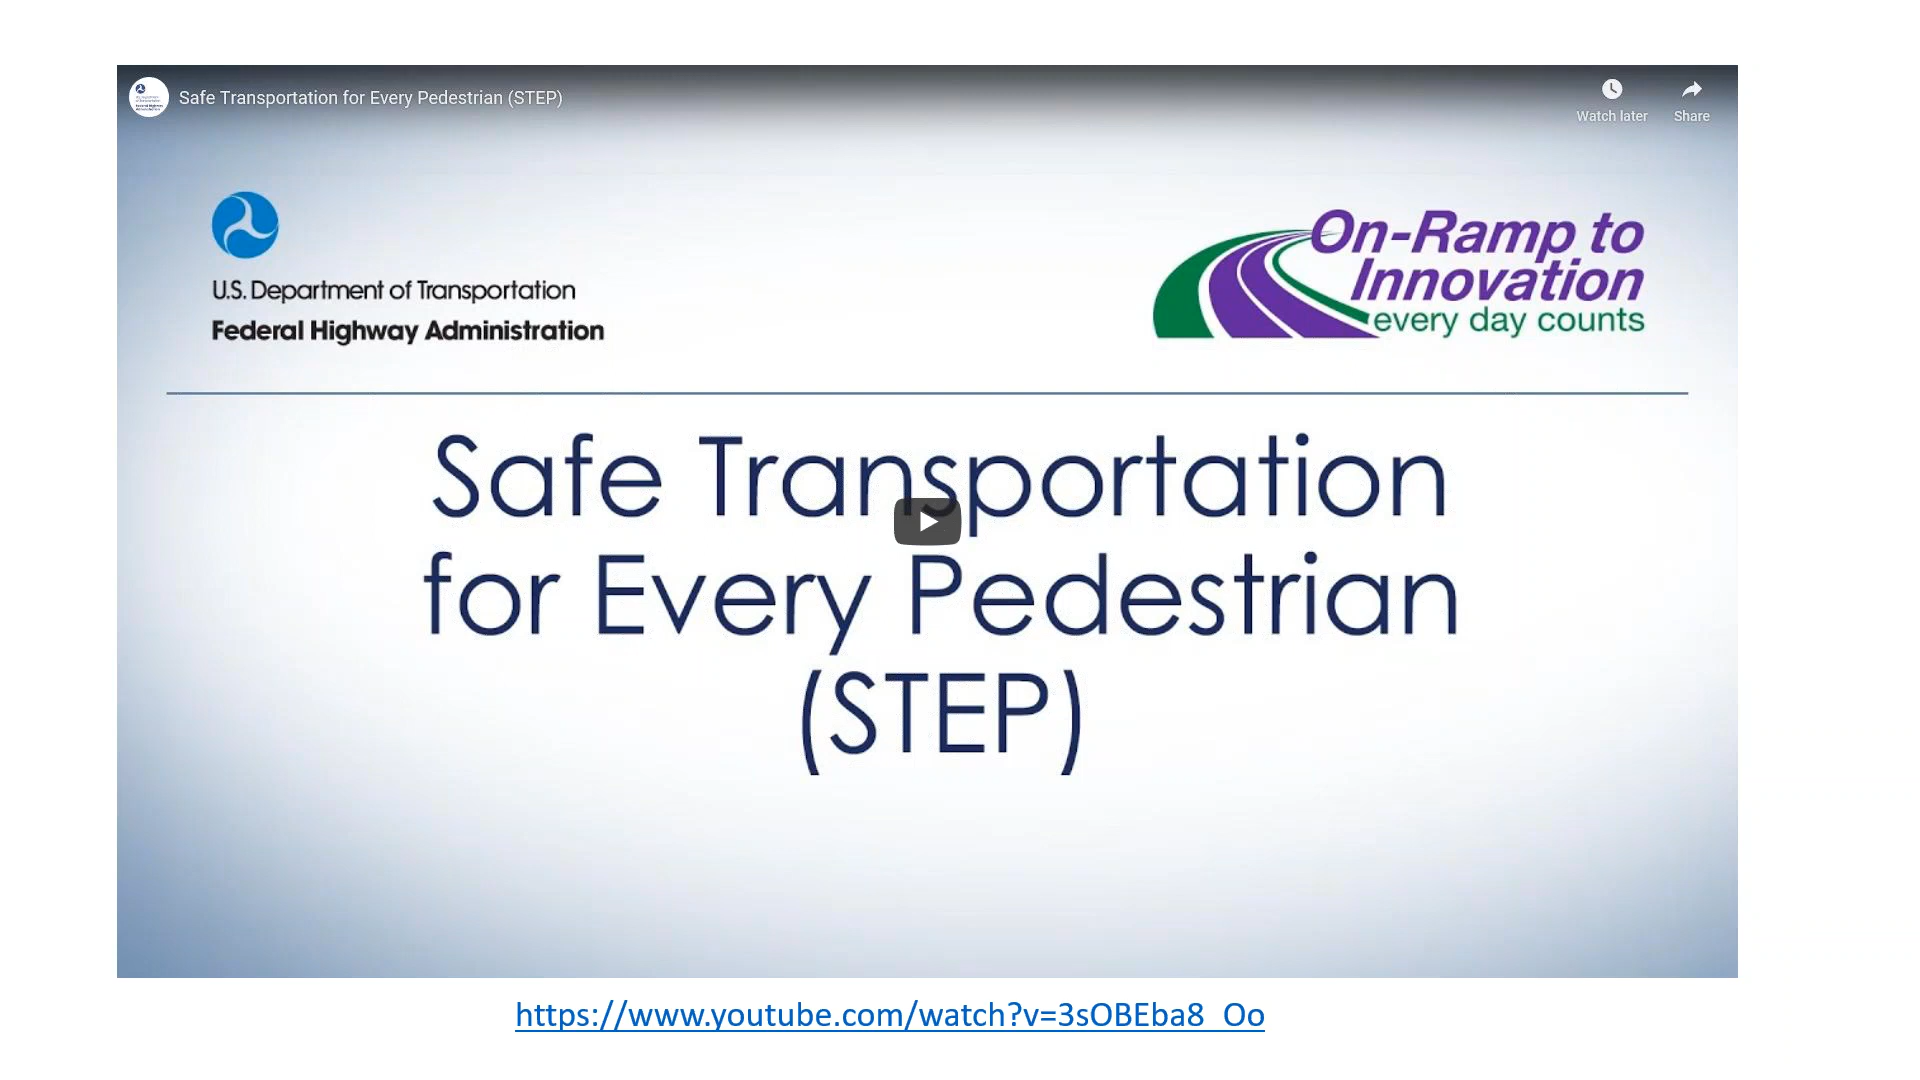 Safe Transportation for Every Pedestrian (STEP)
Watch later
Share
U.S. Department of Transportation
Federal Highway Administration
On-Ramp to
Innovation
every day counts
Safe Transportation
for Every Pedestrian
(STEP)
https://www.youtube.com/watch?v=3sOBEba8_Oo